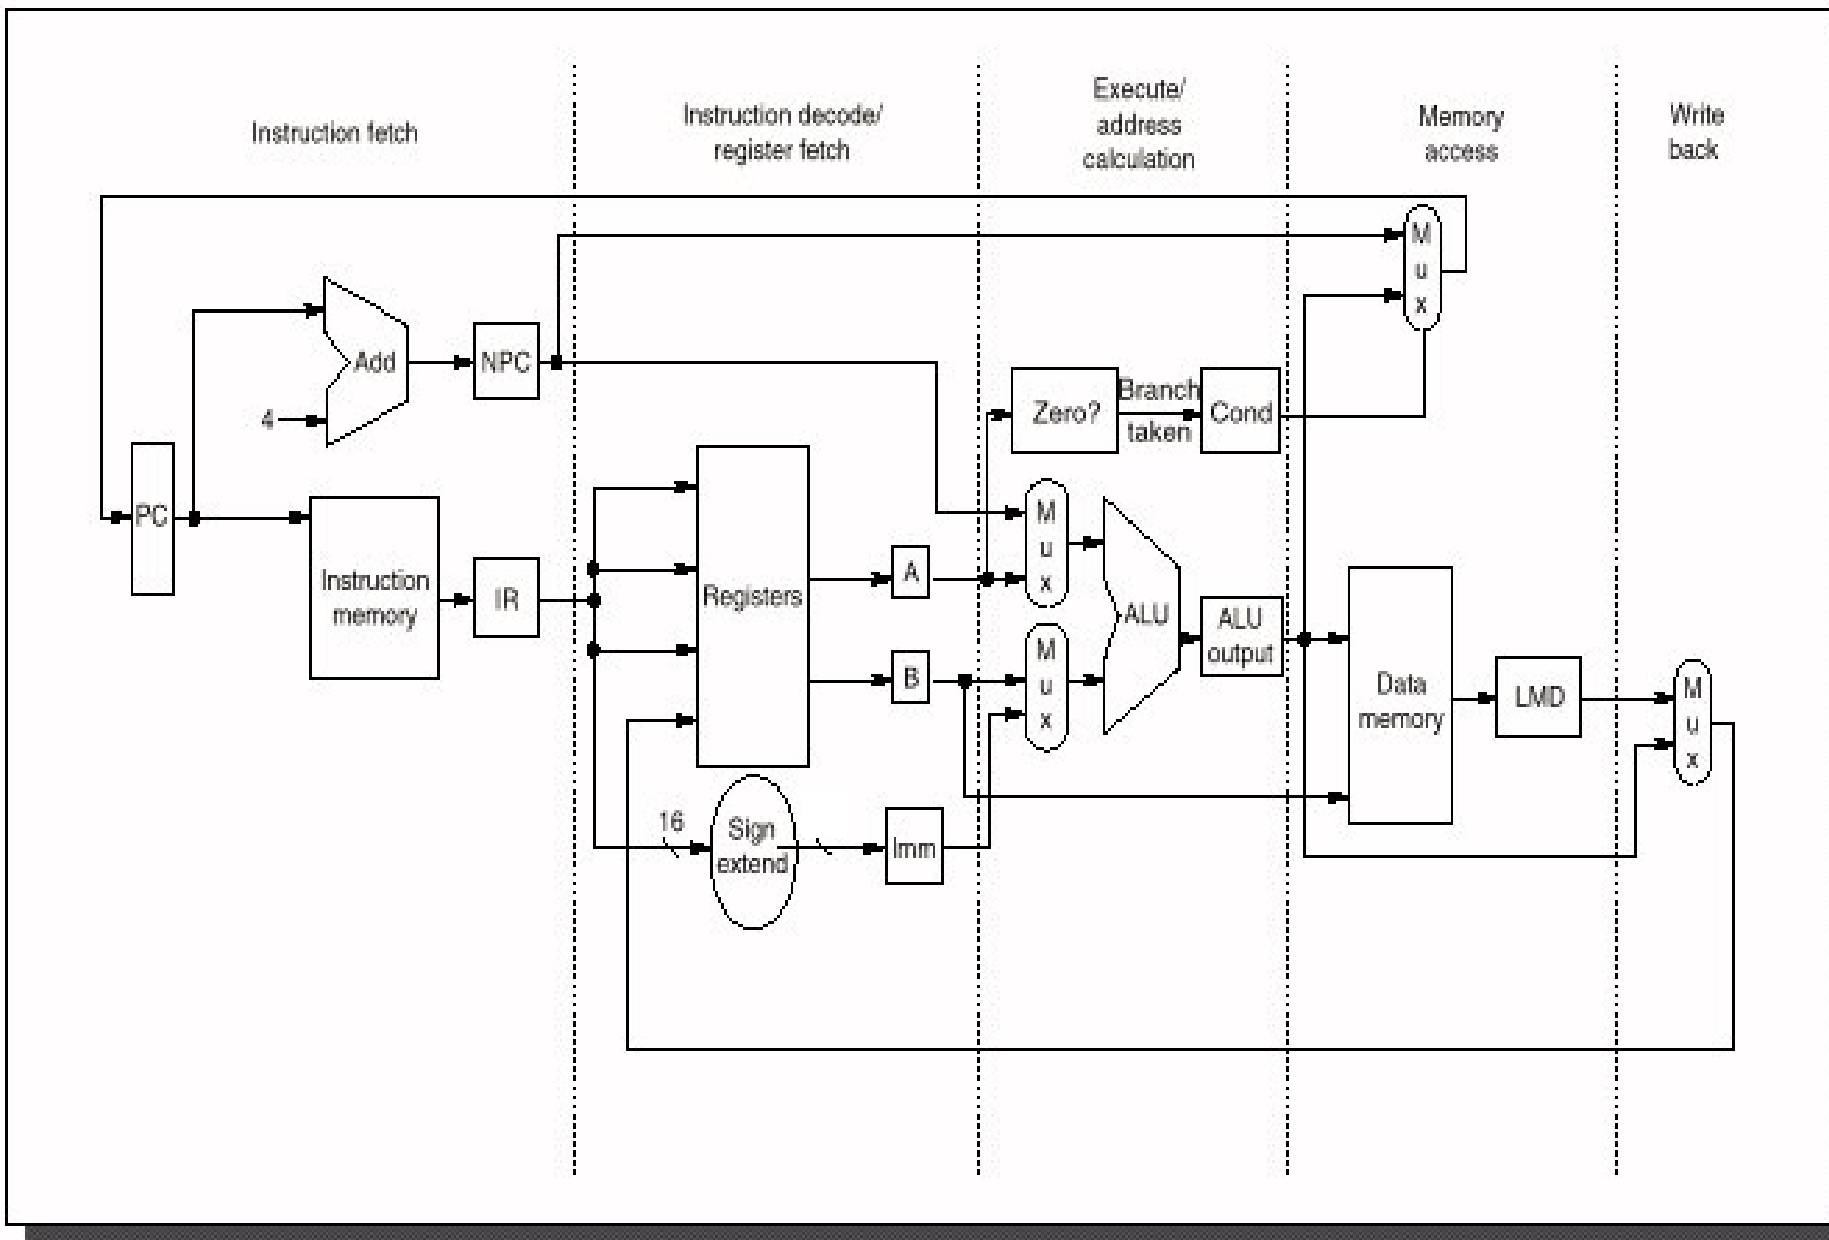 Instruction fetch
Instruction decode/
register fetch
Execute/
address
calculation
Memory
access
Write
back
M
u
x
Add
NPC
4
Zero?
Branch
taken
Cond
PC
Instruction
memory
IR
Registers
A
B
M
u
x
M
u
x
ALU
ALU
output
Data
memory
LMD
M
u
x
16
Sign
extend
Imm